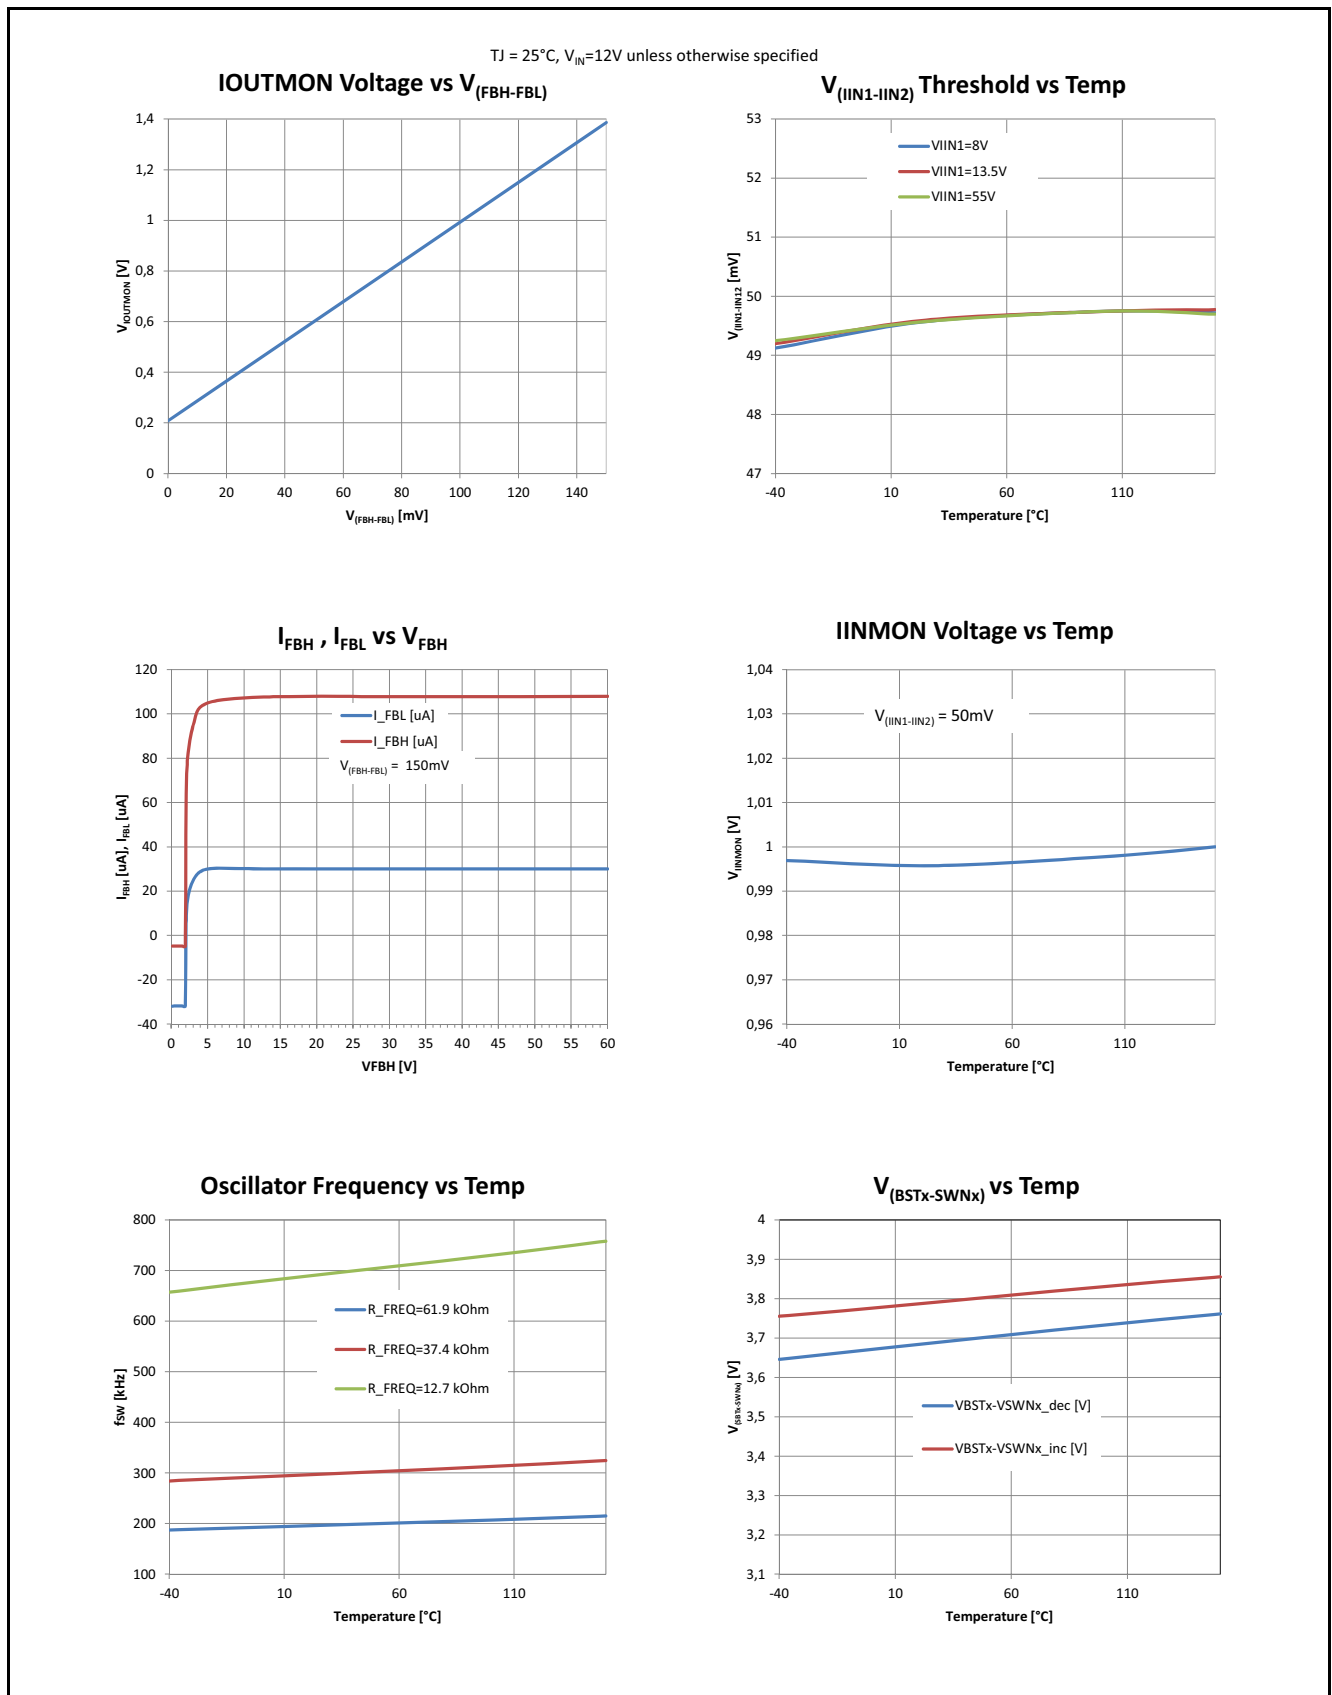 TJ = 25°C, VIN=12V unless otherwise specified
IOUTMON Voltage vs V(FBH-FBL)
1,4
1,2
1
0,8
0,6
0,4
0,2
0
VIOUTMON [V]
0 20 40 60 80 100 120 140
V(FBH-FBL) [mV]
V(IIN1-IIN2) Threshold vs Temp
53
52
51
50
49
48
47
V(IIN1-IIN12 [mV]
VIIN1=8V
VIIN1=13.5V
VIIN1=55V
-40 10 60 110
Temperature [°C]
IFBH , IFBL vs VFBH
120
100
80
60
40
20
0
-20
-40
IFBH [uA], IFBL [uA]
I_FBL [uA]
I_FBH [uA]
V(FBH-FBL) = 150mV
0 5 10 15 20 25 30 35 40 45 50 55 60
VFBH [V]
IINMON Voltage vs Temp
1,04
1,03
1,02
1,01
1
0,99
0,98
0,97
0,96
VIINMON [V]
V(IIN1-IIN2) = 50mV
-40 10 60 110
Temperature [°C]
Oscillator Frequency vs Temp
800
700
600
500
400
300
200
100
fsw [kHz]
R_FREQ=61.9 kOhm
R_FREQ=37.4 kOhm
R_FREQ=12.7 kOhm
-40 10 60 110
Temperature [°C]
V(BSTx-SWNx) vs Temp
4
3,9
3,8
3,7
3,6
3,5
3,4
3,3
3,2
3,1
V(SBTx-SWNx) [V]
VBSTx-VSWNx_dec [V]
VBSTx-VSWNx_inc [V]
-40 10 60 110
Temperature [°C]